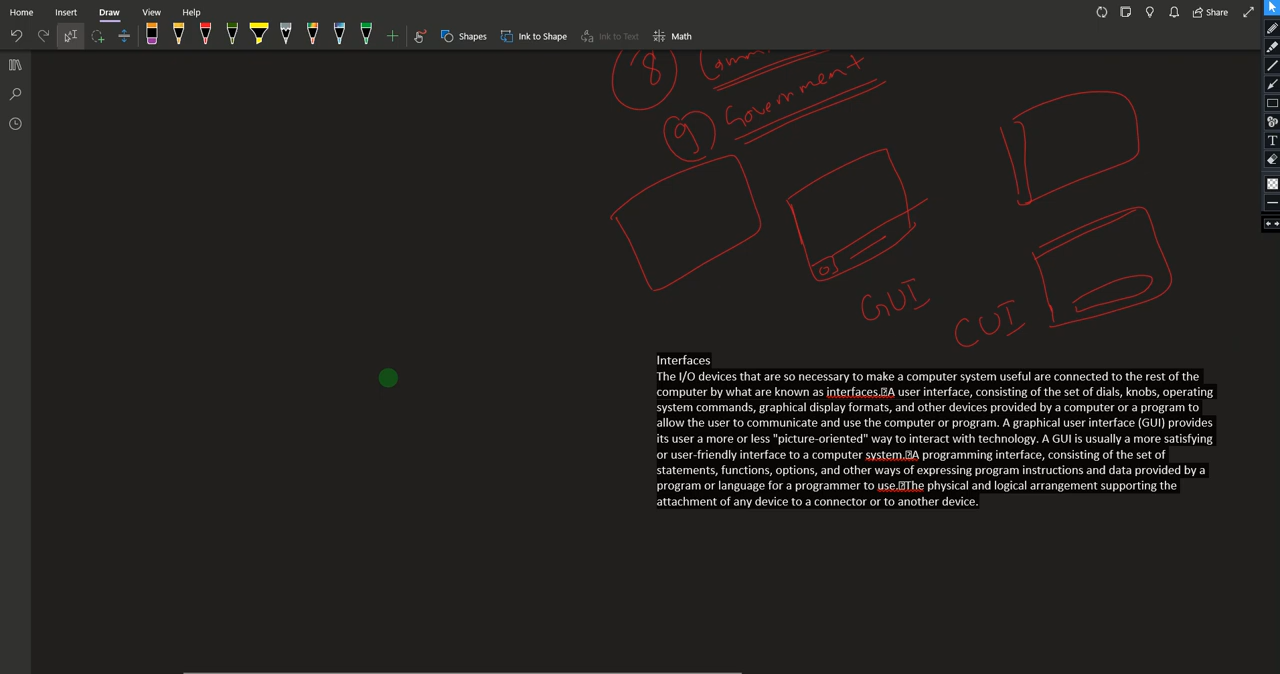 Home Insert Draw View Help
Share
Shapes Ink to Shape Ink to Text Math
8
9 Government
GUI
CUI
Interfaces
The I/O devices that are so necessary to make a computer system useful are connected to the rest of the
computer by what are known as interfaces. A user interface, consisting of the set of dials, knobs, operating
system commands, graphical display formats, and other devices provided by a computer or a program to
allow the user to communicate and use the computer or program. A graphical user interface (GUI) provides
its user a more or less "picture-oriented" way to interact with technology. A GUI is usually a more satisfying
or user-friendly interface to a computer system. A programming interface, consisting of the set of
statements, functions, options, and other ways of expressing program instructions and data provided by a
program or language for a programmer to use. The physical and logical arrangement supporting the
attachment of any device to a connector or to another device.